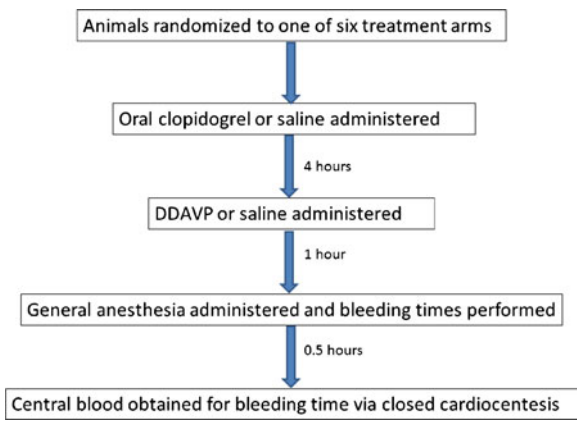 Animals randomized to one of six treatment arms
Oral clopidogrel or saline administered
4 hours
DDAVP or saline administered
1 hour
General anesthesia administered and bleeding times performed
0.5 hours
Central blood obtained for bleeding time via closed cardiocentesis